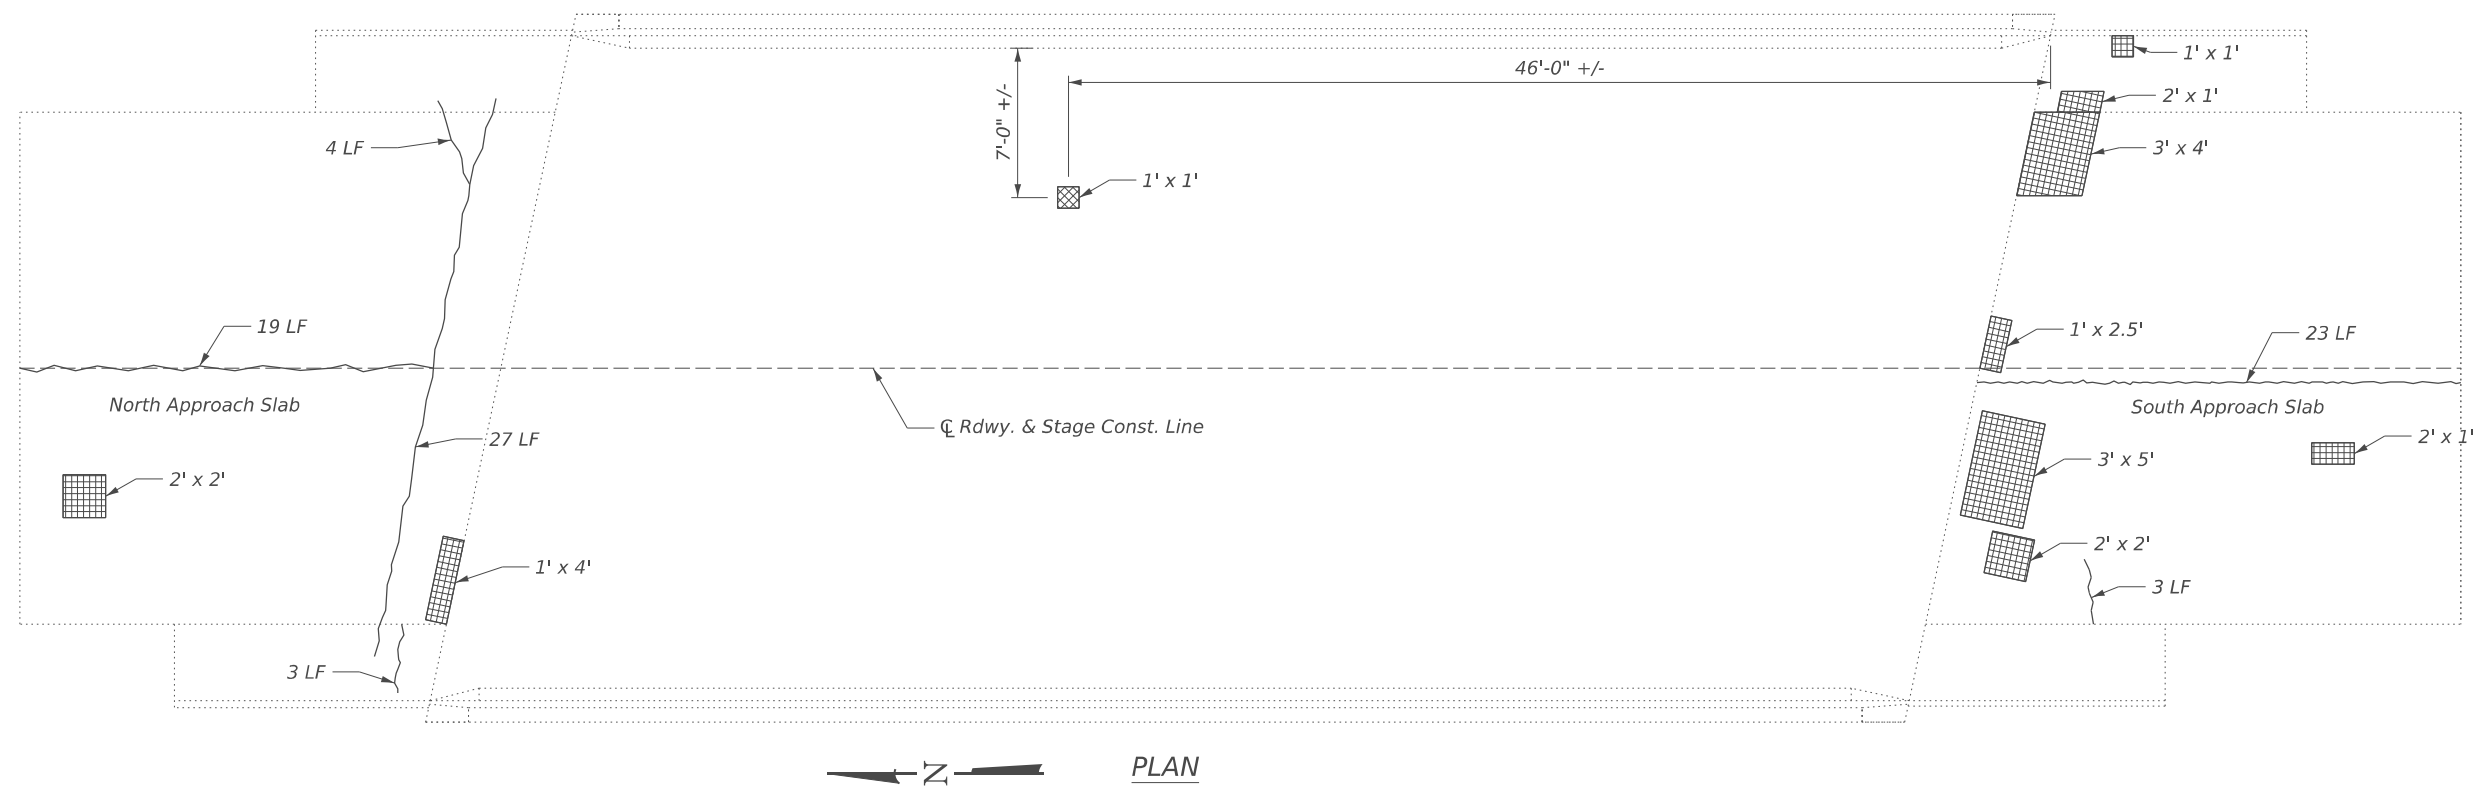 1' x 1'
46'-0" +/-
2' x 1'
7'-0" +/-
4 LF
3' x 4'
1' x 1'
19 LF
1' x 2.5'
23 LF
North Approach Slab
South Approach Slab
℄ Rdwy. & Stage Const. Line
27 LF
2' x 1'
3' x 5'
2' x 2'
2' x 2'
1' x 4'
3 LF
3 LF
N
PLAN